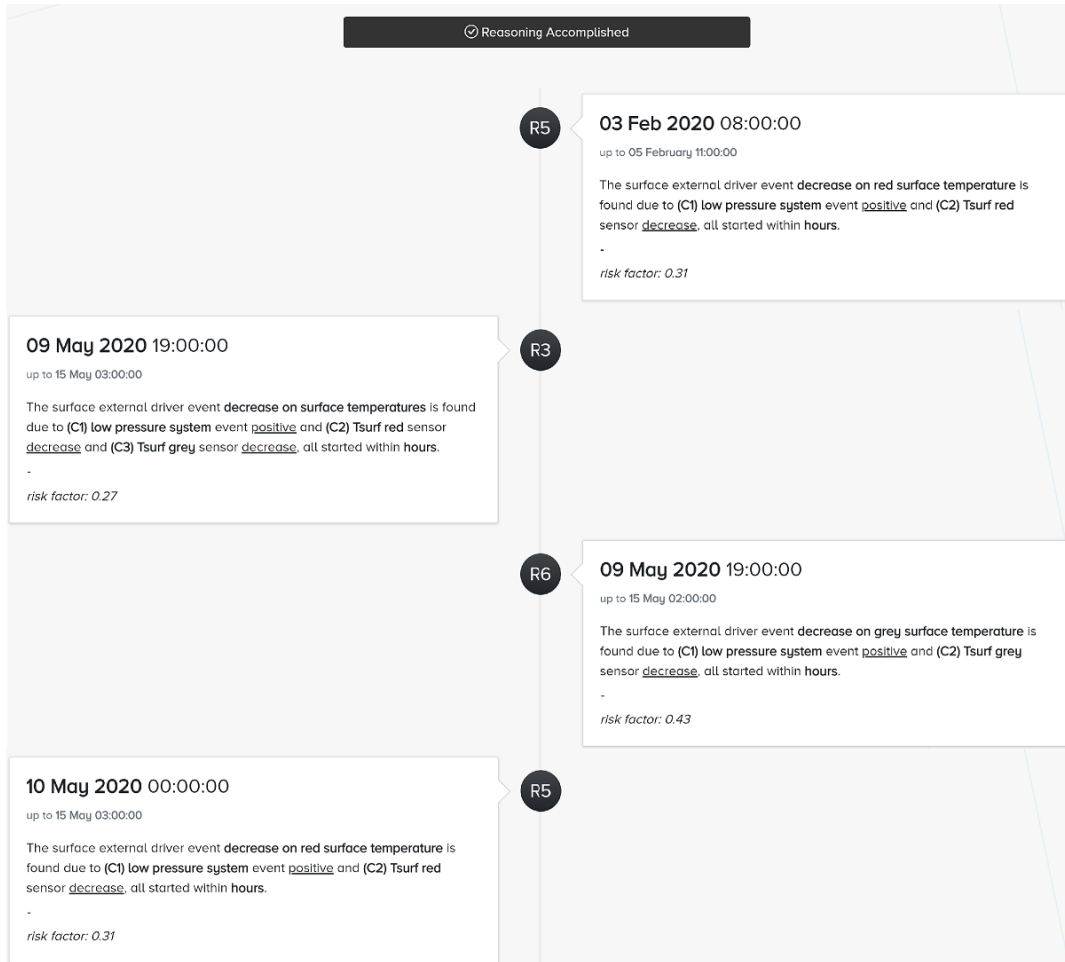 Reasoning Accomplished
R5
03 Feb 2020 08:00:00
up to 05 February 11:00:00
The surface external driver event decrease on red surface temperature is
found due to (C1) low pressure system event positive and (C2) Tsurf red
sensor decrease, all started within hours.
-
risk factor: 0.31
R3
09 May 2020 19:00:00
up to 15 May 03:00:00
The surface external driver event decrease on surface temperatures is found
due to (C1) low pressure system event positive and (C2) Tsurf red sensor
decrease and (C3) Tsurf grey sensor decrease, all started within hours.
-
risk factor: 0.27
R6
09 May 2020 19:00:00
up to 15 May 02:00:00
The surface external driver event decrease on grey surface temperature is
found due to (C1) low pressure system event positive and (C2) Tsurf grey
sensor decrease, all started within hours.
-
risk factor: 0.43
R5
10 May 2020 00:00:00
up to 15 May 03:00:00
The surface external driver event decrease on red surface temperature is
found due to (C1) low pressure system event positive and (C2) Tsurf red
sensor decrease, all started within hours.
-
risk factor: 0.31